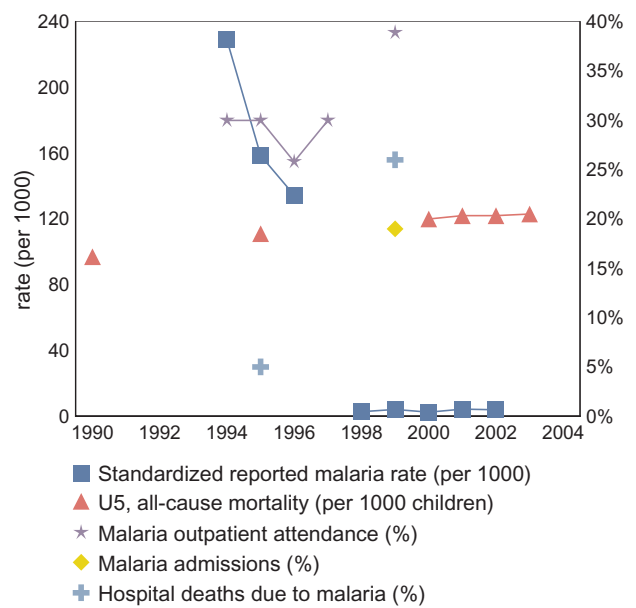 240
200
160
120
80
40
0
rate (per 1000)
40%
35%
30%
25%
20%
15%
10%
5%
0%
1990 1992 1994 1996 1998 2000 2002 2004
Standardized reported malaria rate (per 1000)
U5, all-cause mortality (per 1000 children)
Malaria outpatient attendance (%)
Malaria admissions (%)
Hospital deaths due to malaria (%)